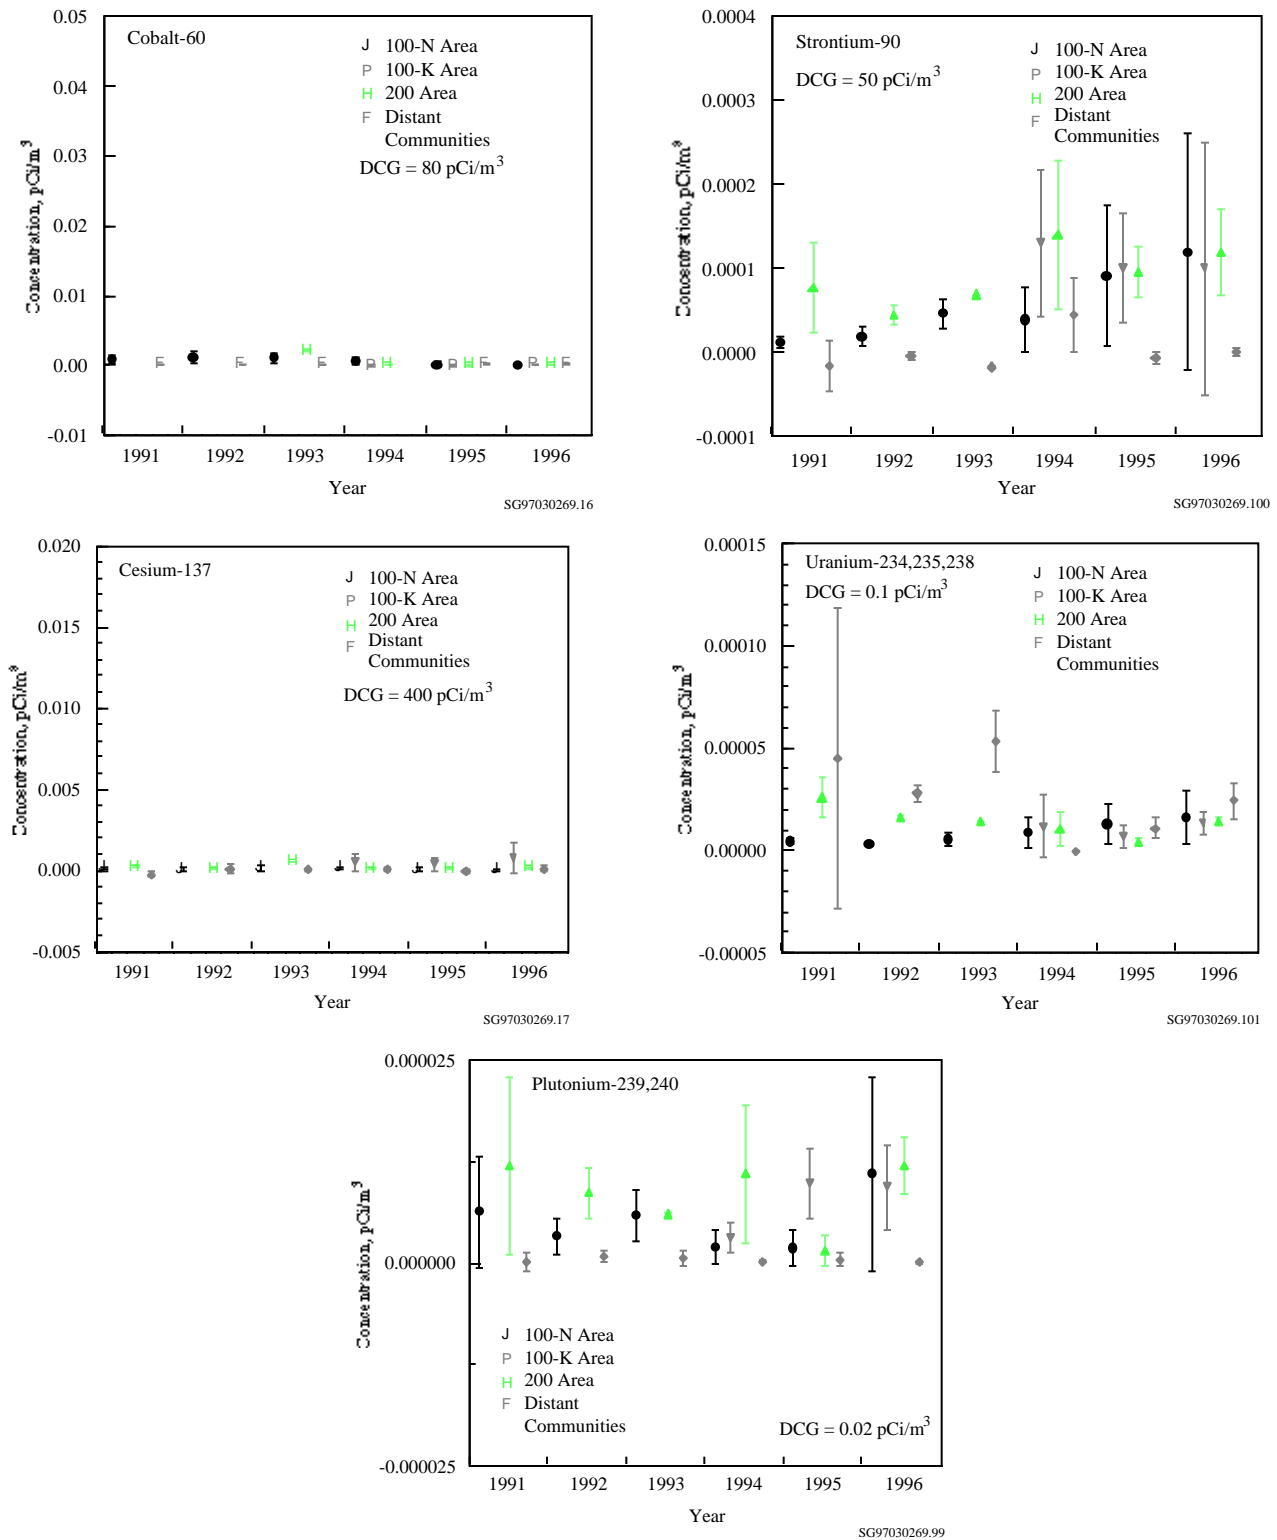 0.05
0.04
0.03
0.02
0.01
0.00
-0.01
Concentration, pCi/m3
Cobalt-60
J 100-N Area
P 100-K Area
H 200 Area
F Distant
Communities
DCG = 80 pCi/m3
F F F P H P H F P H F
1991 1992 1993 1994 1995 1996
Year
SG97030269.16
0.0004
0.0003
0.0002
0.0001
0.0000
-0.0001
Concentration, pCi/m3
Strontium-90
DCG = 50 pCi/m3
J 100-N Area
P 100-K Area
H 200 Area
F Distant
Communities
1991 1992 1993 1994 1995 1996
Year
SG97030269.100
0.020
0.015
0.010
0.005
0.000
-0.005
Concentration, pCi/m3
Cesium-137
J 100-N Area
P 100-K Area
H 200 Area
F Distant
Communities
DCG = 400 pCi/m3
1991 1992 1993 1994 1995 1996
Year
SG97030269.17
0.00015
0.00010
0.00005
0.00000
-0.00005
Concentration, pCi/m3
Uranium-234,235,238
DCG = 0.1 pCi/m3
J 100-N Area
P 100-K Area
H 200 Area
F Distant
Communities
1991 1992 1993 1994 1995 1996
Year
SG97030269.101
0.000025
0.000000
-0.000025
Concentration, pCi/m3
Plutonium-239,240
J 100-N Area
P 100-K Area
H 200 Area
F Distant
Communities
DCG = 0.02 pCi/m3
1991 1992 1993 1994 1995 1996
Year
SG97030269.99